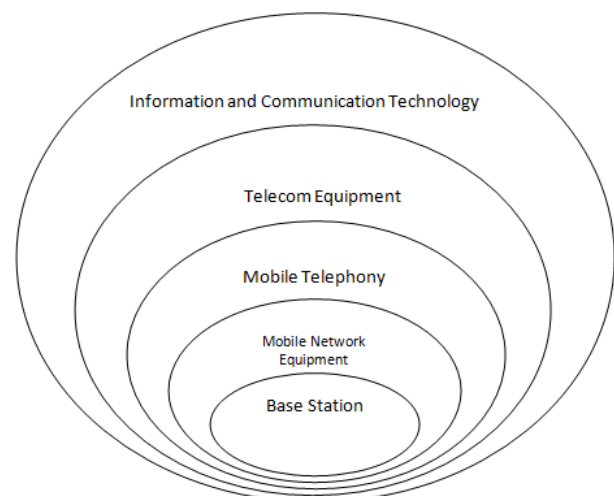 Information and Communication Technology
Telecom Equipment
Mobile Telephony
Mobile Network
Equipment
Base Station